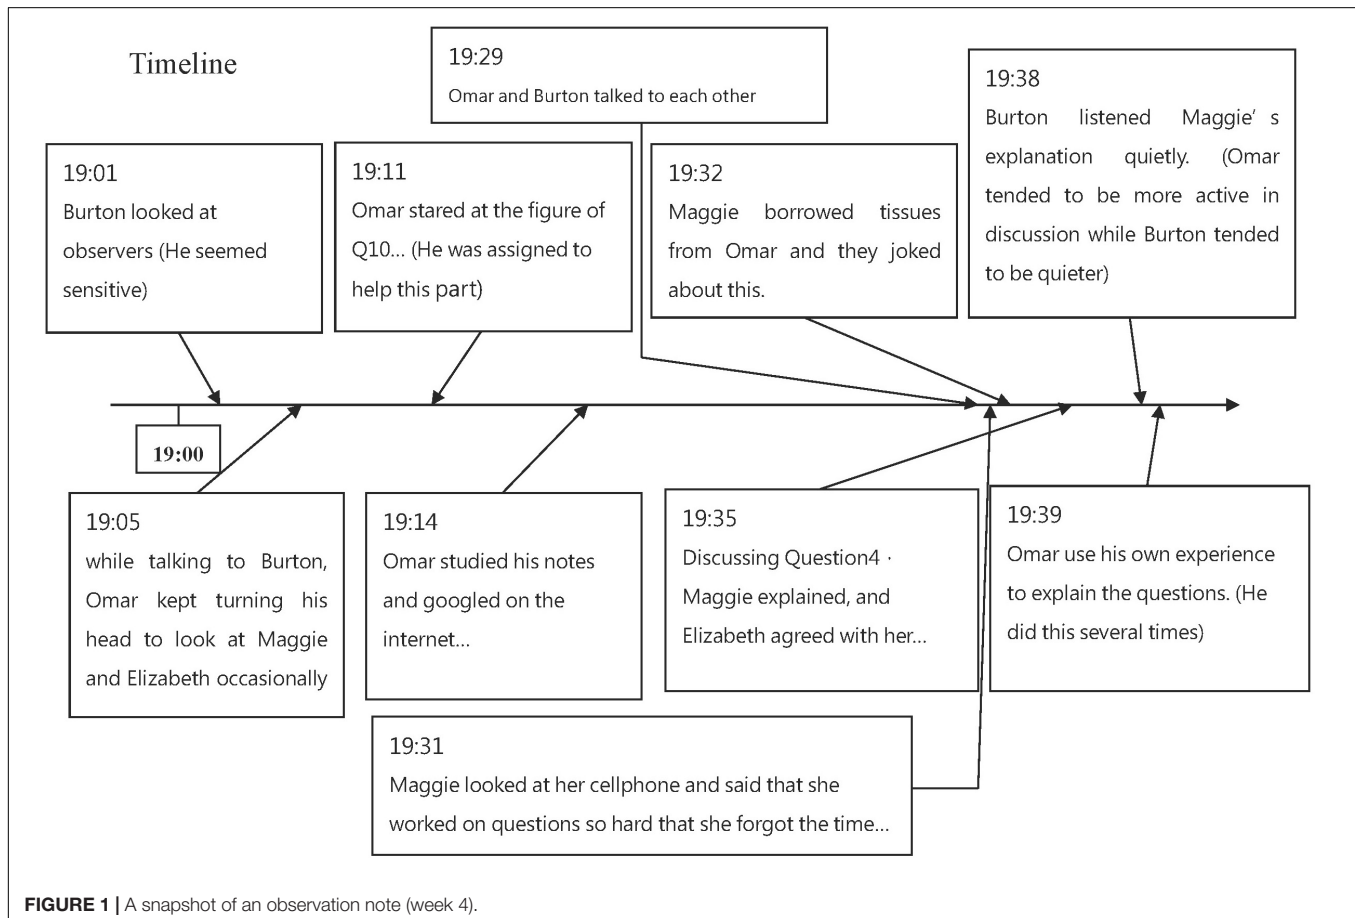 Timeline
19:29
Omar and Burton talked to each other
19:38
Burton listened Maggie' s
explanation quietly. (Omar
tended to be more active in
discussion while Burton tended
to be quieter)
19:01
Burton looked at
observers (He seemed
sensitive)
19:11
Omar stared at the figure of
Q10... (He was assigned to
help this part)
19:32
Maggie borrowed tissues
from Omar and they joked
about this.
19:00
19:05
while talking to Burton,
Omar kept turning his
head to look at Maggie
and Elizabeth occasionally
19:14
Omar studied his notes
and googled on the
internet...
19:35
Discussing Question4 ·
Maggie explained, and
Elizabeth agreed with her...
19:39
Omar use his own experience
to explain the questions. (He
did this several times)
19:31
Maggie looked at her cellphone and said that she
worked on questions so hard that she forgot the time...
FIGURE 1 | A snapshot of an observation note (week 4).